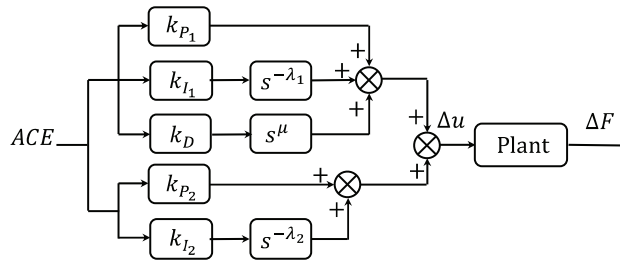 k_{P_1}
+
k_{I_1} s^{-λ_1} +
+
k_D s^μ
+ Δu ΔF
ACE Plant
k_{P_2} + +
+
k_{I_2} s^{-λ_2}